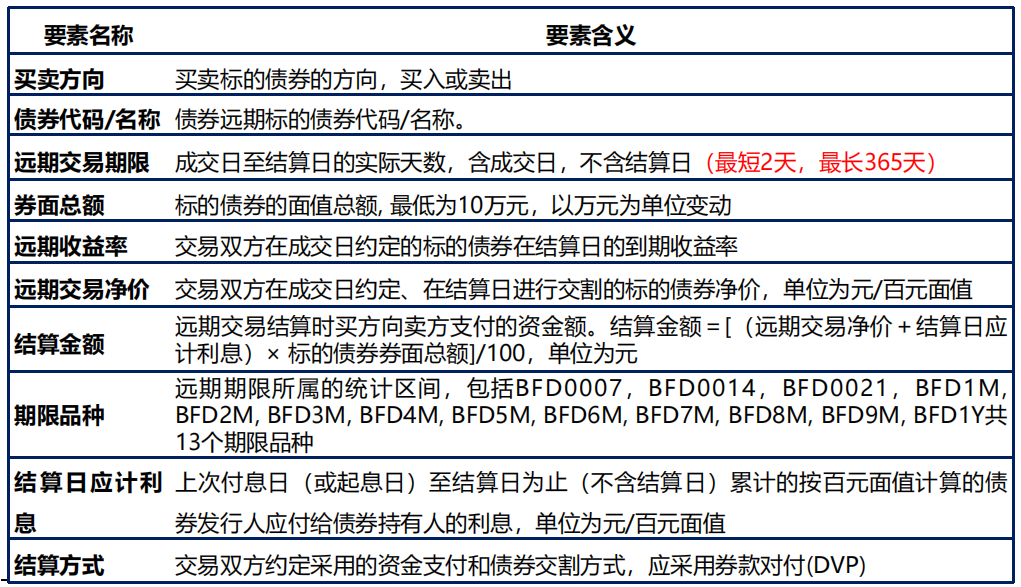 要素名称 要素含义
买卖方向 买卖标的债券的方向，买入或卖出
债券代码/名称 债券远期标的债券代码/名称。
远期交易期限 成交日至结算日的实际天数，含成交日，不含结算日（最短2天，最长365天）
券面总额 标的债券的面值总额, 最低为10万元，以万元为单位变动
远期收益率 交易双方在成交日约定的标的债券在结算日的到期收益率
远期交易净价 交易双方在成交日约定、在结算日进行交割的标的债券净价，单位为元/百元面值
结算金额 远期交易结算时买方向卖方支付的资金额。结算金额＝[（远期交易净价＋结算日应
计利息）× 标的债券券面总额]/100，单位为元
期限品种 远期期限所属的统计区间，包括BFD0007，BFD0014，BFD0021，BFD1M,
BFD2M, BFD3M, BFD4M, BFD5M, BFD6M, BFD7M, BFD8M, BFD9M, BFD1Y共
13个期限品种
结算日应计利 上次付息日（或起息日）至结算日为止（不含结算日）累计的按百元面值计算的债
息 券发行人应付给债券持有人的利息，单位为元/百元面值
结算方式 交易双方约定采用的资金支付和债券交割方式，应采用券款对付(DVP)